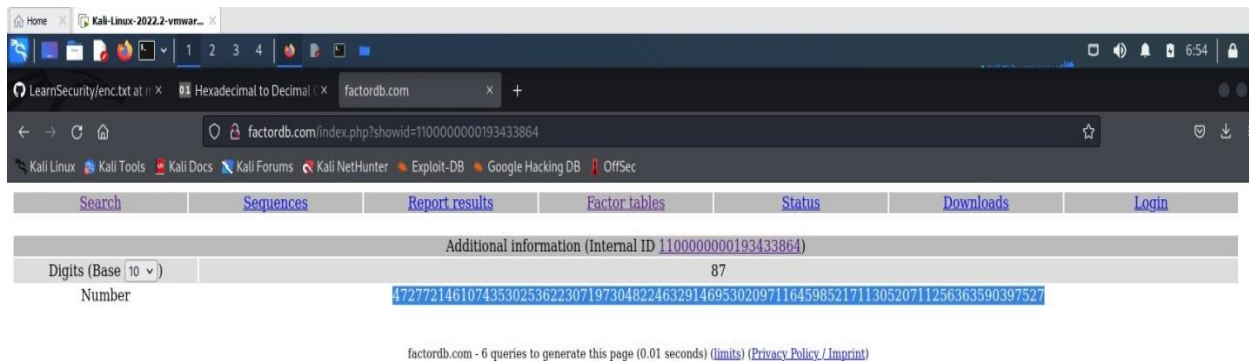 Home Kali-Linux-2022.2-vmwar...
1 2 3 4 6:54
LearnSecurity/enc.txt at Hexadecimal to Decimal factordb.com
factordb.com/index.php?showid=1100000000193433864
Kali Linux Kali Tools Kali Docs Kali Forums Kali NetHunter Exploit-DB Google Hacking DB OffSec
Search Sequences Report results Factor tables Status Downloads Login
Additional information (Internal ID 1100000000193433864)
Digits (Base 10) 87
Number 472772146107435302536223071973048224632914695302097116459852171130520711256363590397527
factordb.com - 6 queries to generate this page (0.01 seconds) (limits) (Privacy Policy / Imprint)